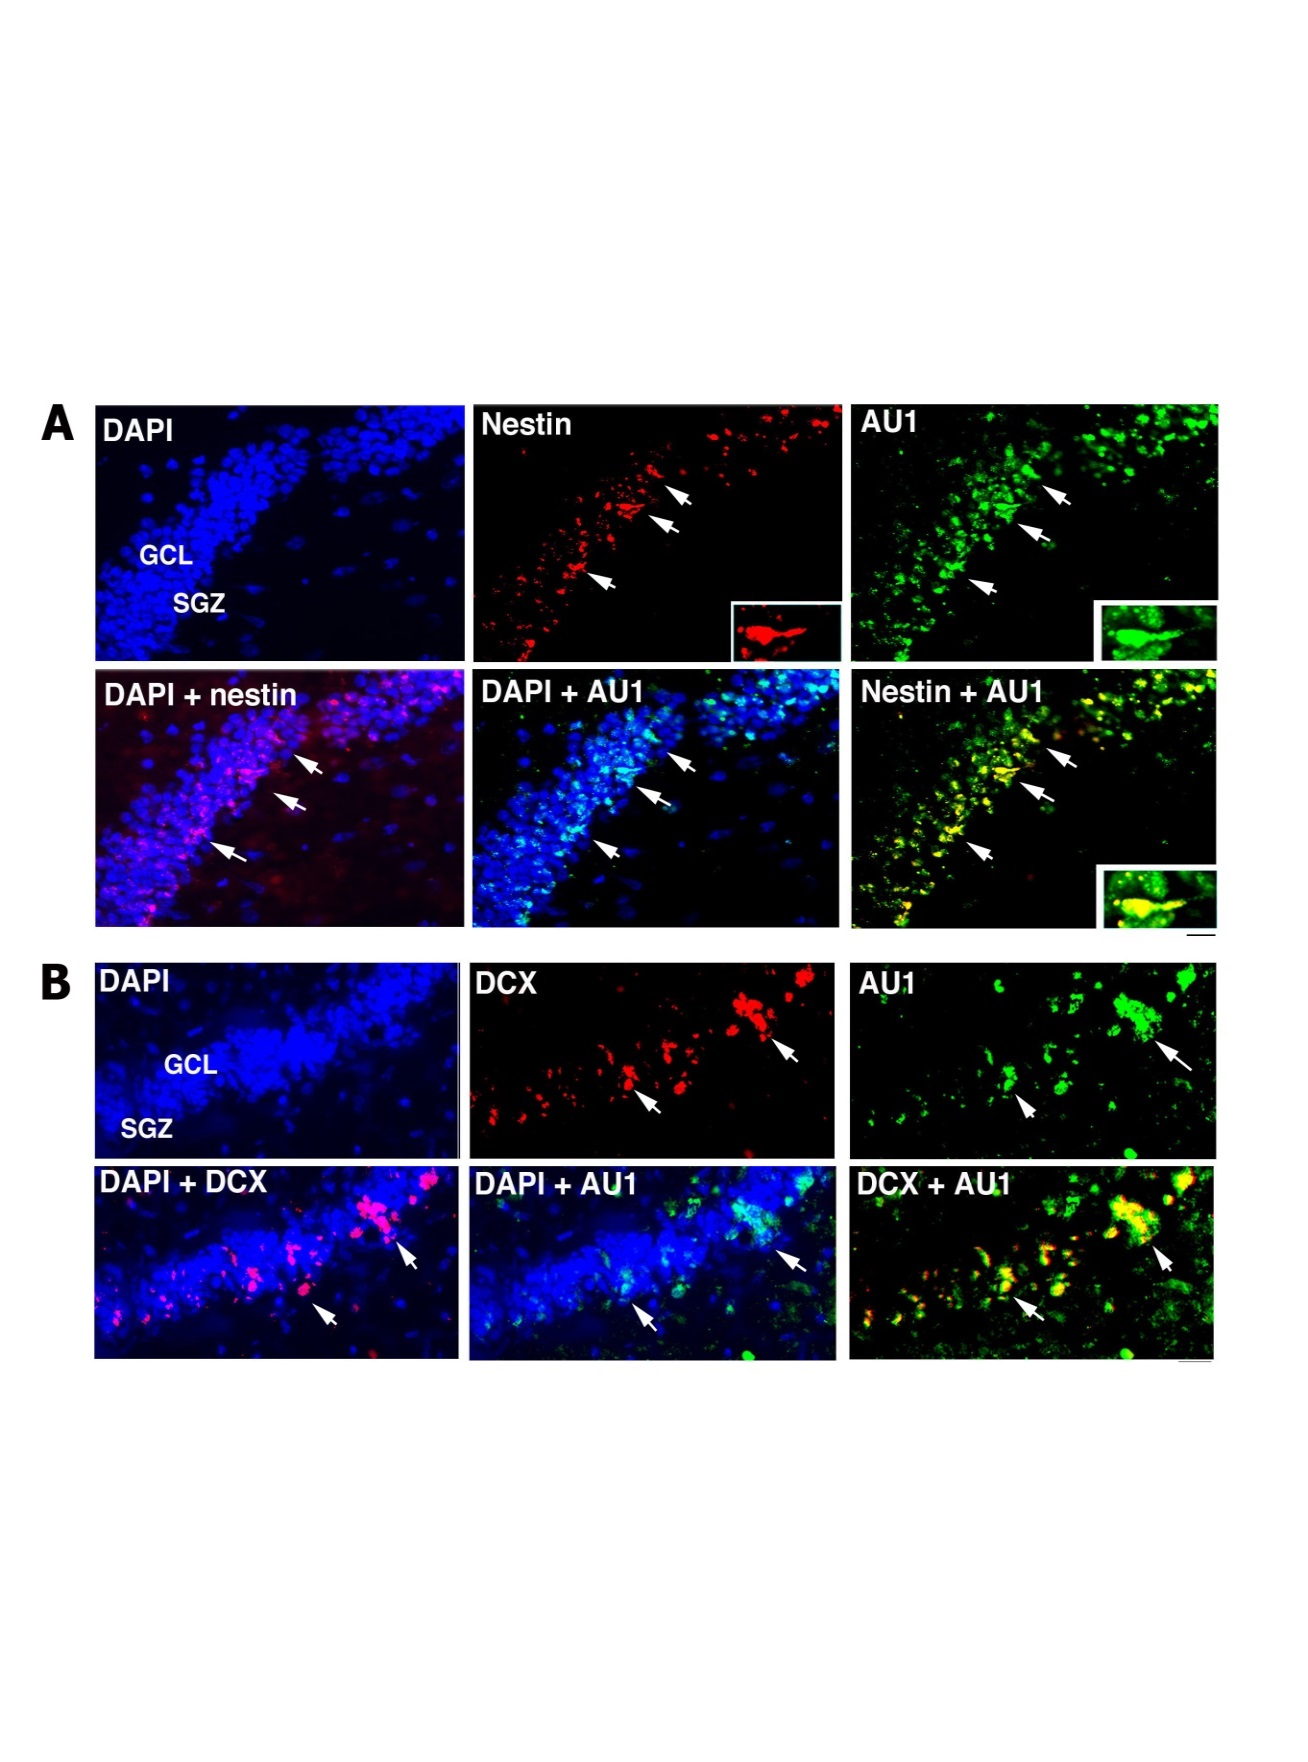 A
DAPI
GCL
SGZ
Nestin
AU1
DAPI + nestin
DAPI + AU1
Nestin + AU1
B
DAPI
GCL
SGZ
DCX
AU1
DAPI + DCX
DAPI + AU1
DCX + AU1